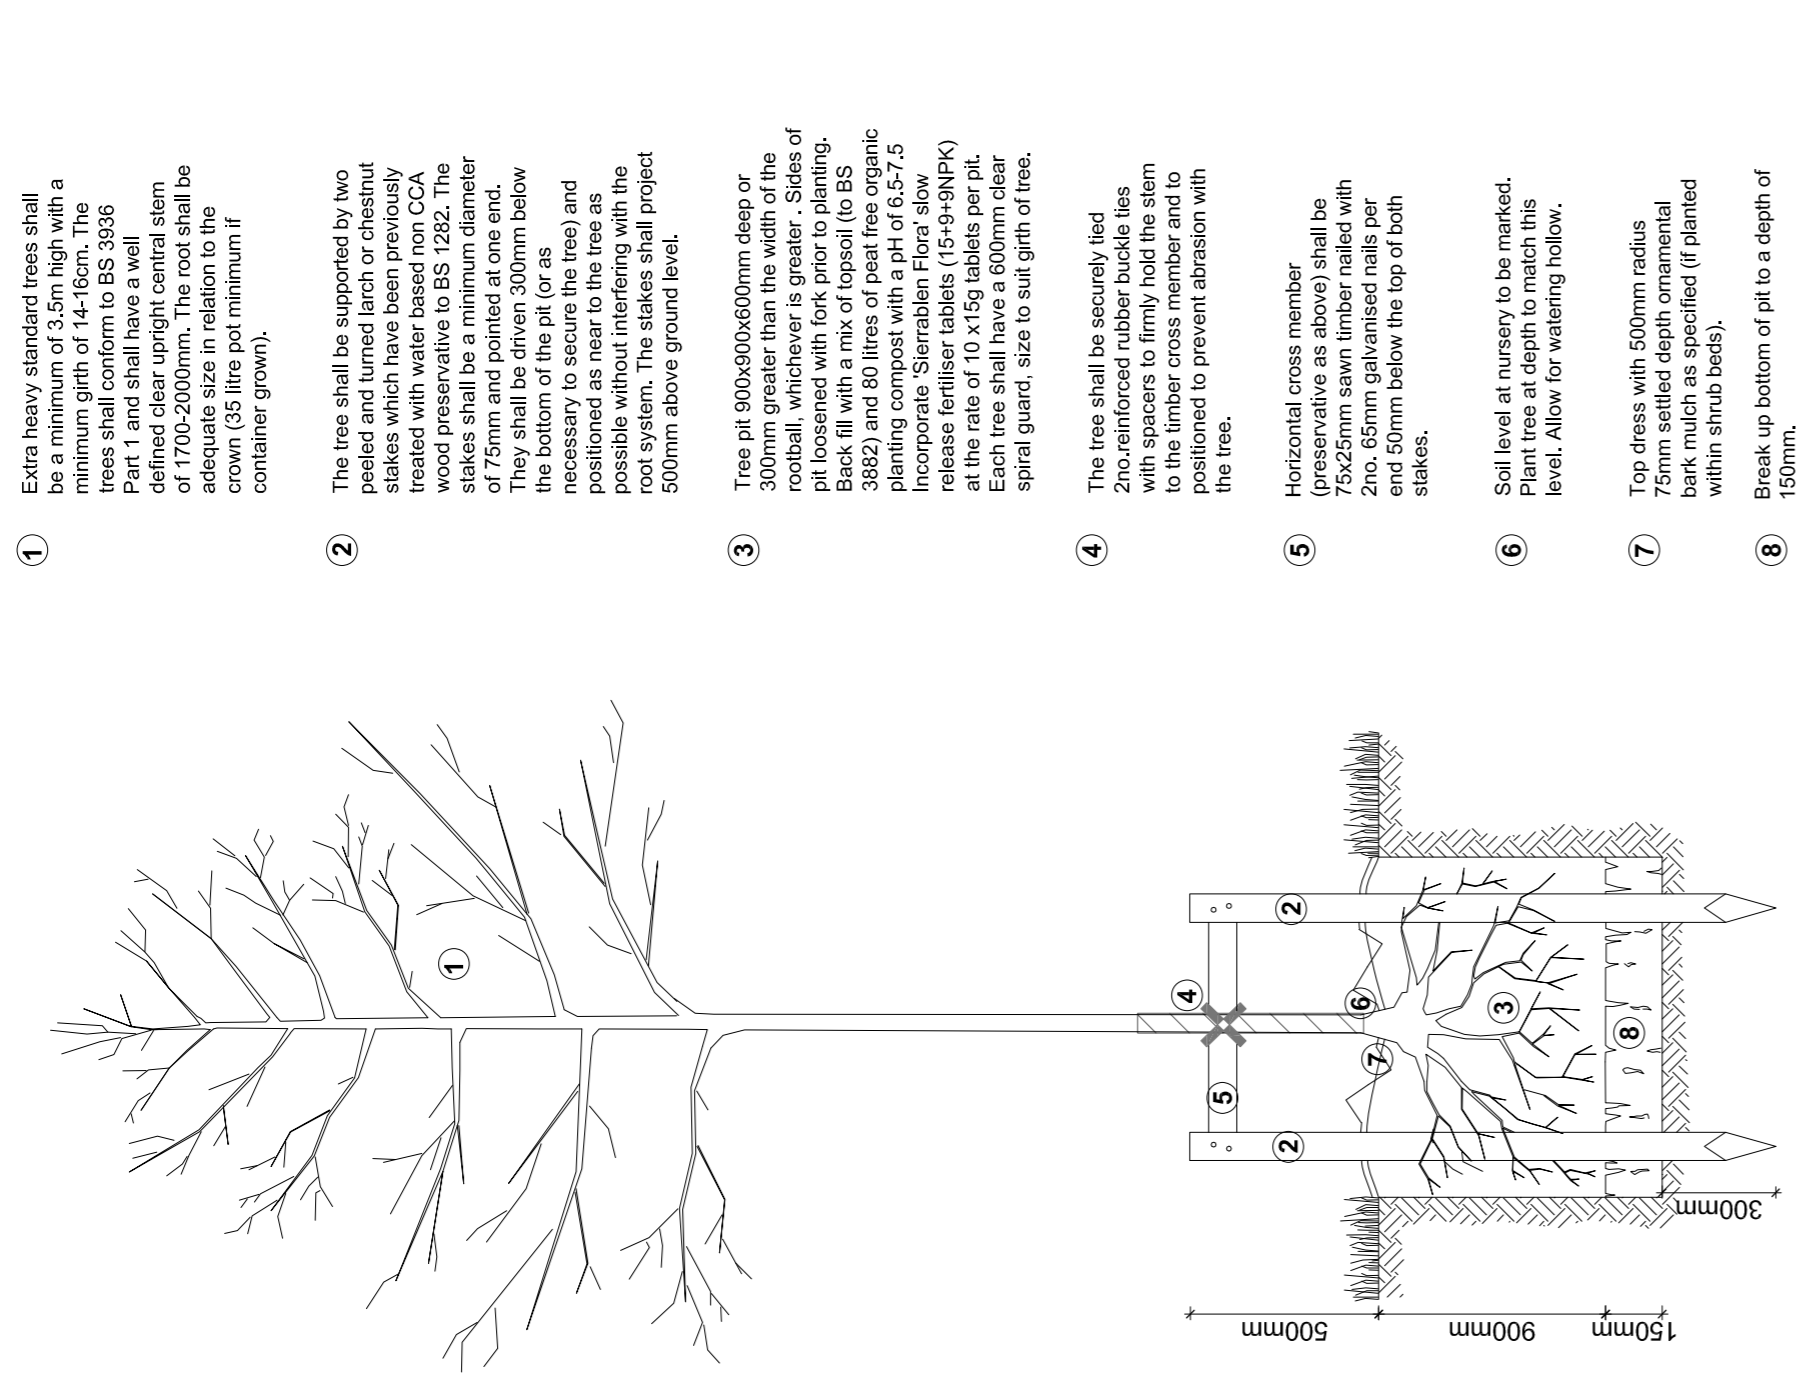 1
Extra heavy standard trees shall
be a minimum of 3.5m high with a
minimum girth of 14-16cm. The
trees shall conform to BS 3936
Part 1 and shall have a well
defined clear upright central stem
of 1700-2000mm. The root shall be
adequate size in relation to the
crown (35 litre pot minimum if
container grown).
2
The tree shall be supported by two
peeled and turned larch or chestnut
stakes which have been previously
treated with water based non CCA
wood preservative to BS 1282. The
stakes shall be a minimum diameter
of 75mm and pointed at one end.
They shall be driven 300mm below
the bottom of the pit (or as
necessary to secure the tree) and
positioned as near to the tree as
possible without interfering with the
root system. The stakes shall project
500mm above ground level.
3
Tree pit 900x900x600mm deep or
300mm greater than the width of the
rootball, whichever is greater . Sides of
pit loosened with fork prior to planting.
Back fill with a mix of topsoil (to BS
3882) and 80 litres of peat free organic
planting compost with a pH of 6.5-7.5
Incorporate 'Sierrablen Flora' slow
release fertiliser tablets (15+9+9NPK)
at the rate of 10 x15g tablets per pit.
Each tree shall have a 600mm clear
spiral guard, size to suit girth of tree.
4
The tree shall be securely tied
2no.reinforced rubber buckle ties
with spacers to firmly hold the stem
to the timber cross member and to
positioned to prevent abrasion with
the tree.
5
Horizontal cross member
(preservative as above) shall be
75x25mm sawn timber nailed with
2no. 65mm galvanised nails per
end 50mm below the top of both
stakes.
6
Soil level at nursery to be marked.
Plant tree at depth to match this
level. Allow for watering hollow.
7
Top dress with 500mm radius
75mm settled depth ornamental
bark mulch as specified (if planted
within shrub beds).
8
Break up bottom of pit to a depth of
150mm.
1
4
5
2
2
6
7
3
8
500mm
900mm
150mm
300mm